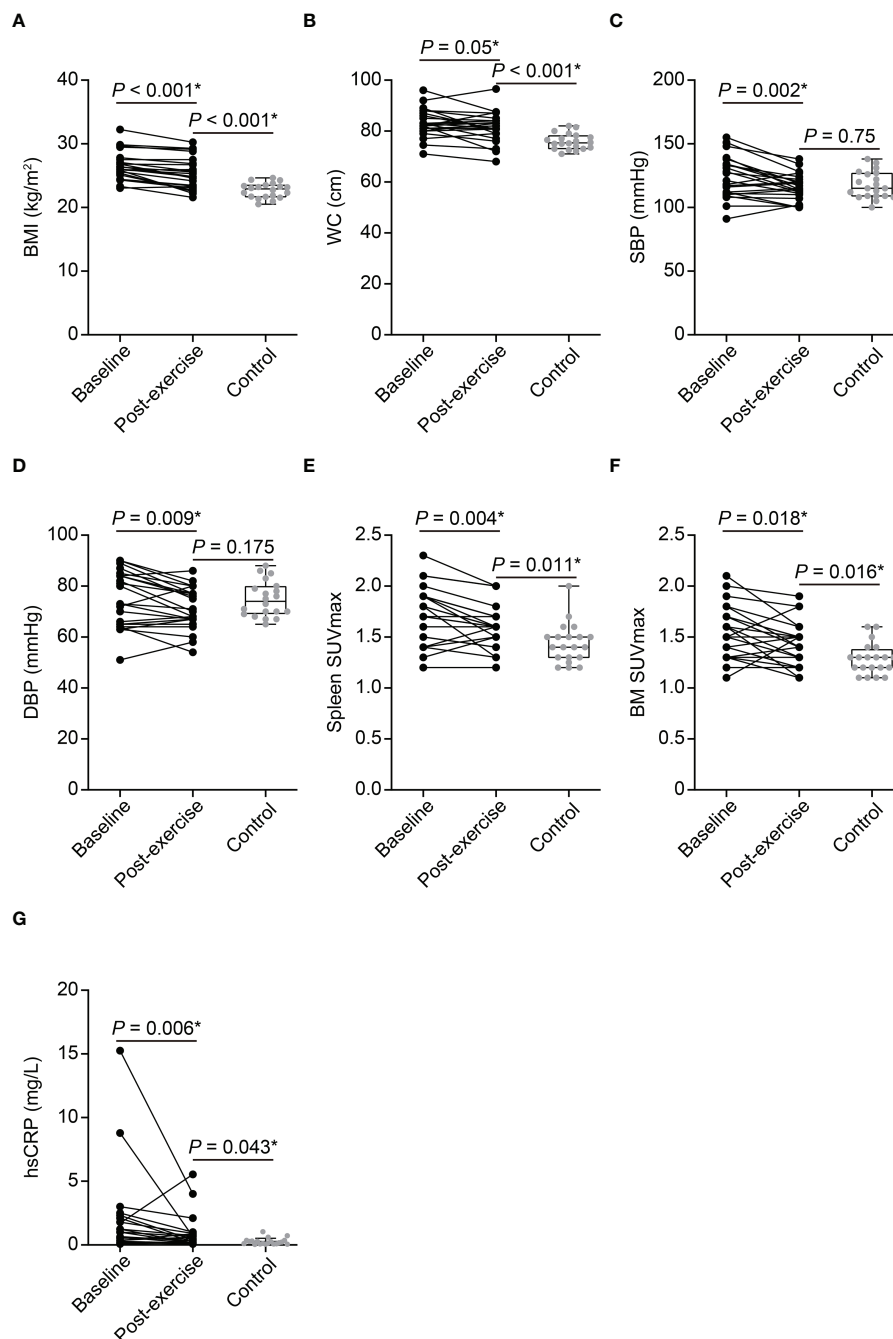 A
P < 0.001*
P < 0.001*
BMI (kg/m²)
40
30
20
10
0
Baseline
Post-exercise
Control
B
P = 0.05*
P < 0.001*
WC (cm)
100
80
60
40
20
0
Baseline
Post-exercise
Control
C
P = 0.002*
P = 0.75
SBP (mmHg)
200
150
100
50
0
Baseline
Post-exercise
Control
D
P = 0.009*
P = 0.175
DBP (mmHg)
100
80
60
40
20
0
Baseline
Post-exercise
Control
E
P = 0.004*
P = 0.011*
Spleen SUVmax
2.5
2.0
1.5
1.0
0.5
0.0
Baseline
Post-exercise
Control
F
P = 0.018*
P = 0.016*
BM SUVmax
2.5
2.0
1.5
1.0
0.5
0
Baseline
Post-exercise
Control
G
P = 0.006*
P = 0.043*
hsCRP (mg/L)
20
15
10
5
0
Baseline
Post-exercise
Control